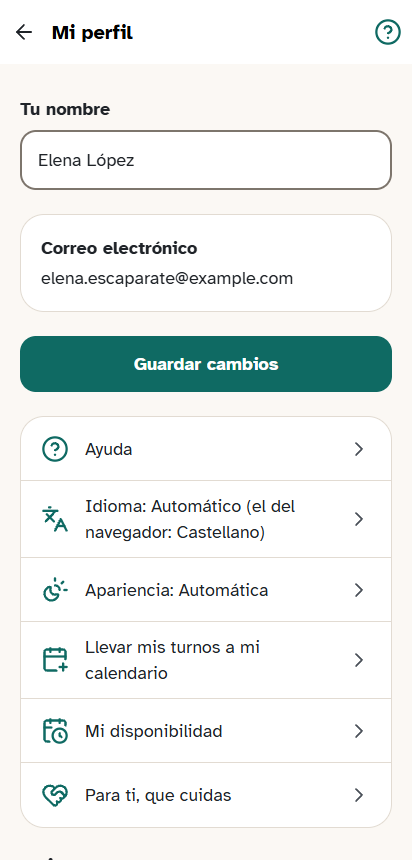 Mi perfil
Tu nombre
Elena López
Correo electrónico
elena.escaparate@example.com
Guardar cambios
Ayuda
Idioma: Automático (el del
navegador: Castellano)
Apariencia: Automática
Llevar mis turnos a mi
calendario
Mi disponibilidad
Para ti, que cuidas